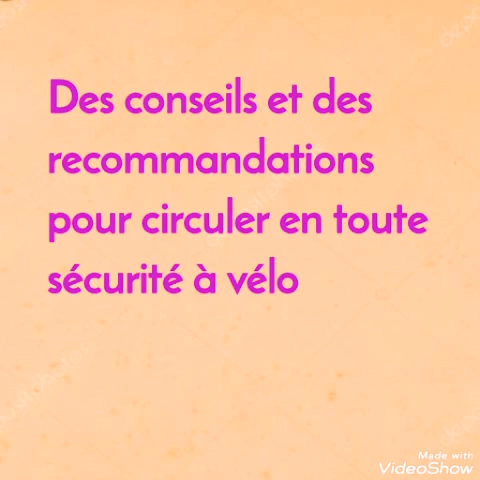 Des conseils et des
recommandations
pour circuler en toute
sécurité à vélo
Made with
VideoShow